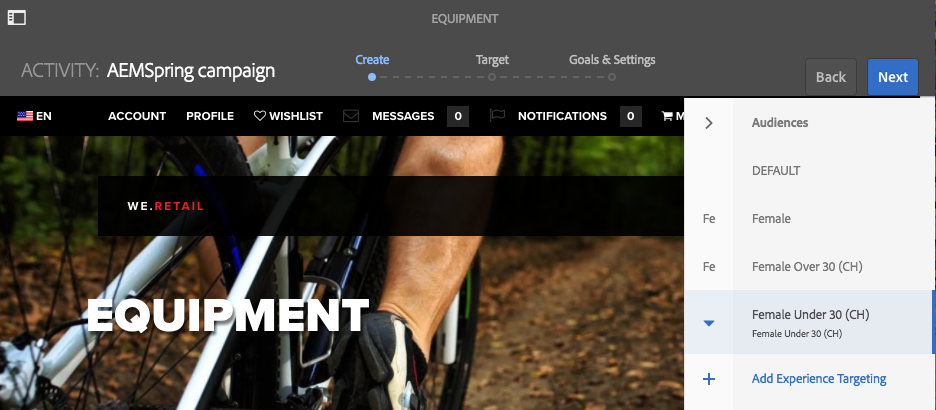 EQUIPMENT
ACTIVITY: AEMSpring campaign
Create
Target
Goals & Settings
Back
Next
EN
ACCOUNT
PROFILE
WISHLIST
MESSAGES 0
NOTIFICATIONS 0
M
WE.RETAIL
EQUIPMENT
Audiences
DEFAULT
Fe Female
Fe Female Over 30 (CH)
Female Under 30 (CH)
Female Under 30 (CH)
+ Add Experience Targeting